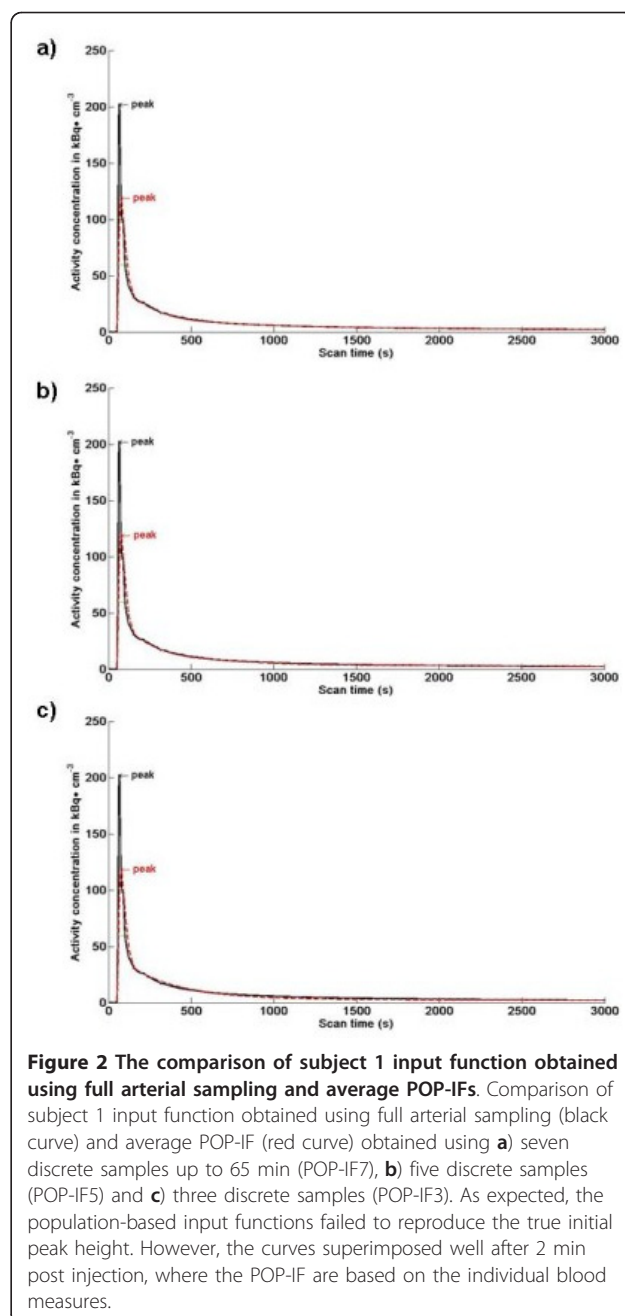 a)
250
200
150
100
50
0
Activity concentration in kBq• cm-3
peak
peak
0 500 1000 1500 2000 2500 3000
Scan time (s)
b)
250
200
150
100
50
0
Activity concentration in kBq• cm-3
peak
peak
0 500 1000 1500 2000 2500 3000
Scan time (s)
c)
250
200
150
100
50
0
Activity concentration in kBq• cm-3
peak
peak
0 500 1000 1500 2000 2500 3000
Scan time (s)
Figure 2 The comparison of subject 1 input function obtained
using full arterial sampling and average POP-IFs. Comparison of
subject 1 input function obtained using full arterial sampling (black
curve) and average POP-IF (red curve) obtained using a) seven
discrete samples up to 65 min (POP-IF7), b) five discrete samples
(POP-IF5) and c) three discrete samples (POP-IF3). As expected, the
population-based input functions failed to reproduce the true initial
peak height. However, the curves superimposed well after 2 min
post injection, where the POP-IF are based on the individual blood
measures.